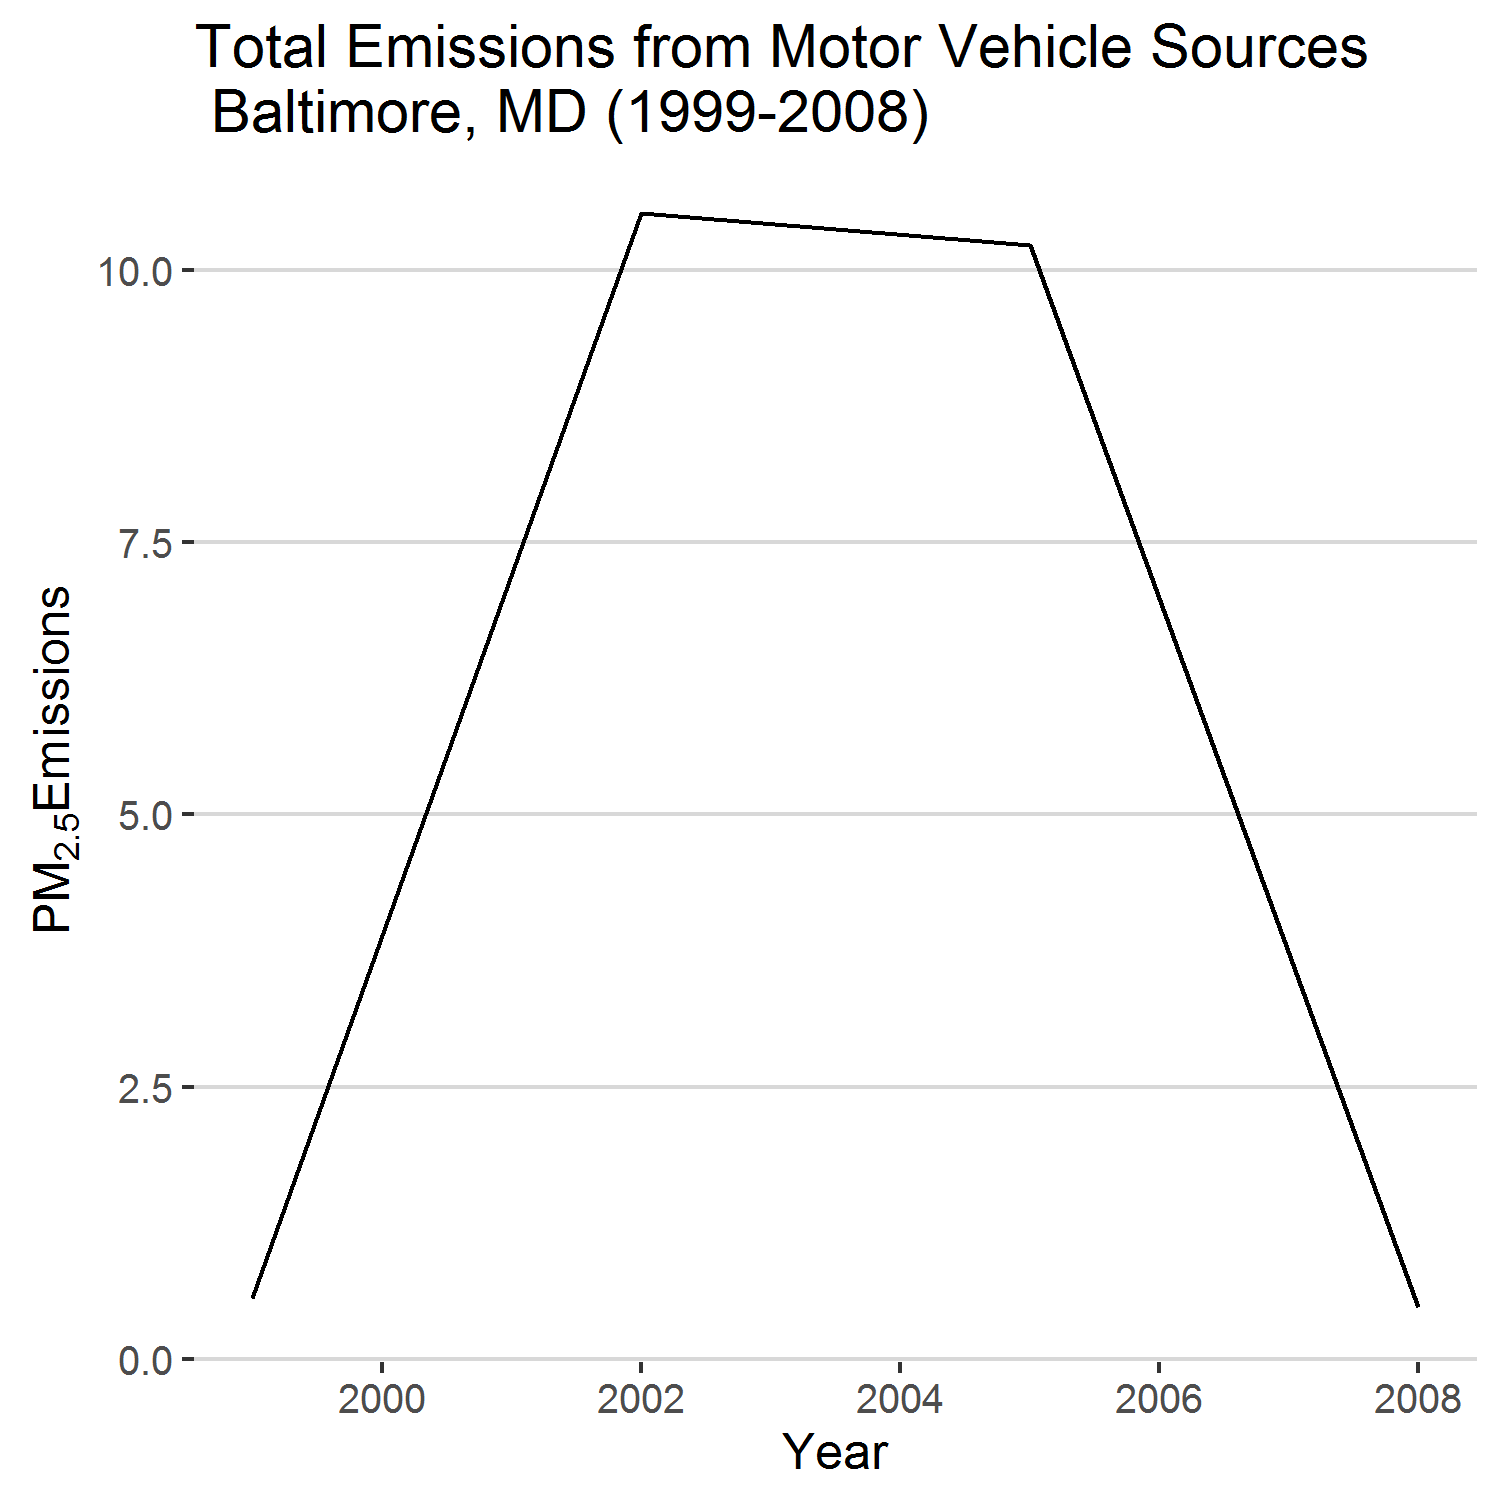 Total Emissions from Motor Vehicle Sources
Baltimore, MD (1999-2008)
10.0
7.5
5.0
2.5
0.0
PM2.5Emissions
2000 2002 2004 2006 2008
Year